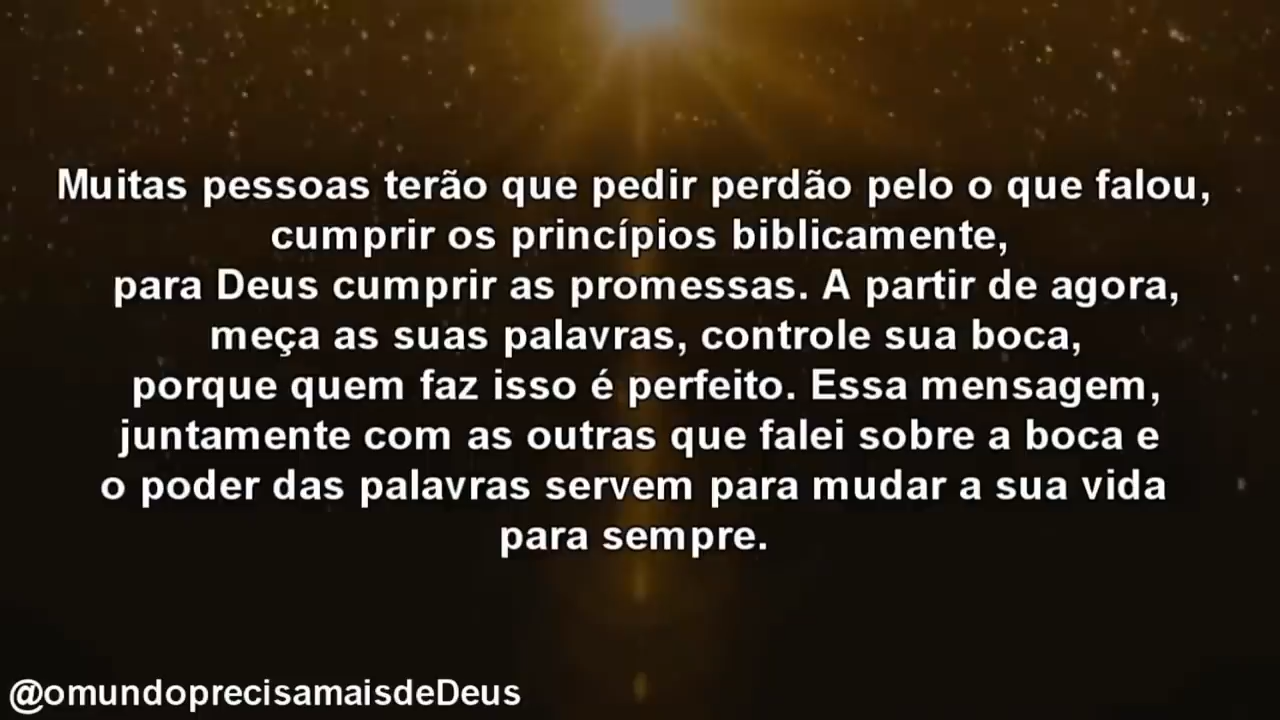 Muitas pessoas terão que pedir perdão pelo o que falou,
cumprir os princípios biblicamente,
para Deus cumprir as promessas. A partir de agora,
meça as suas palavras, controle sua boca,
porque quem faz isso é perfeito. Essa mensagem,
juntamente com as outras que falei sobre a boca e
o poder das palavras servem para mudar a sua vida
para sempre.
@omundoprecisamaisdeDeus